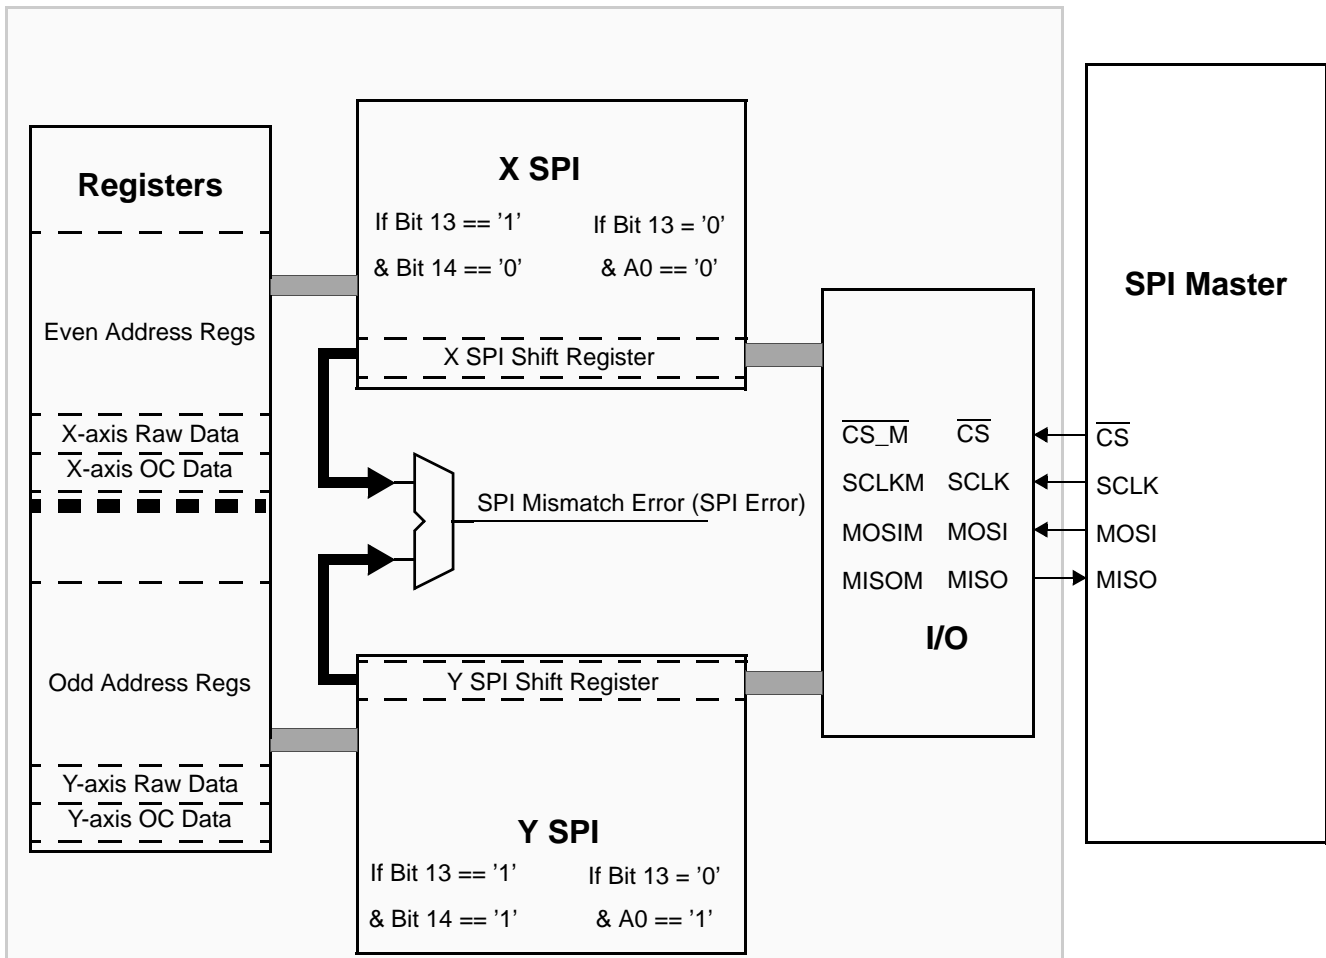 Registers
Even Address Regs
X-axis Raw Data
X-axis OC Data
Odd Address Regs
Y-axis Raw Data
Y-axis OC Data
X SPI
If Bit 13 == ’1’ If Bit 13 = ’0’
& Bit 14 == ’0’ & A0 == ’0’
X SPI Shift Register
SPI Mismatch Error (SPI Error)
Y SPI Shift Register
Y SPI
If Bit 13 == ’1’ If Bit 13 = ’0’
& Bit 14 == ’1’ & A0 == ’1’
C̅S̅_̅M̅ C̅S̅
SCLKM SCLK
MOSIM MOSI
MISOM MISO
I/O
SPI Master
C̅S̅
SCLK
MOSI
MISO